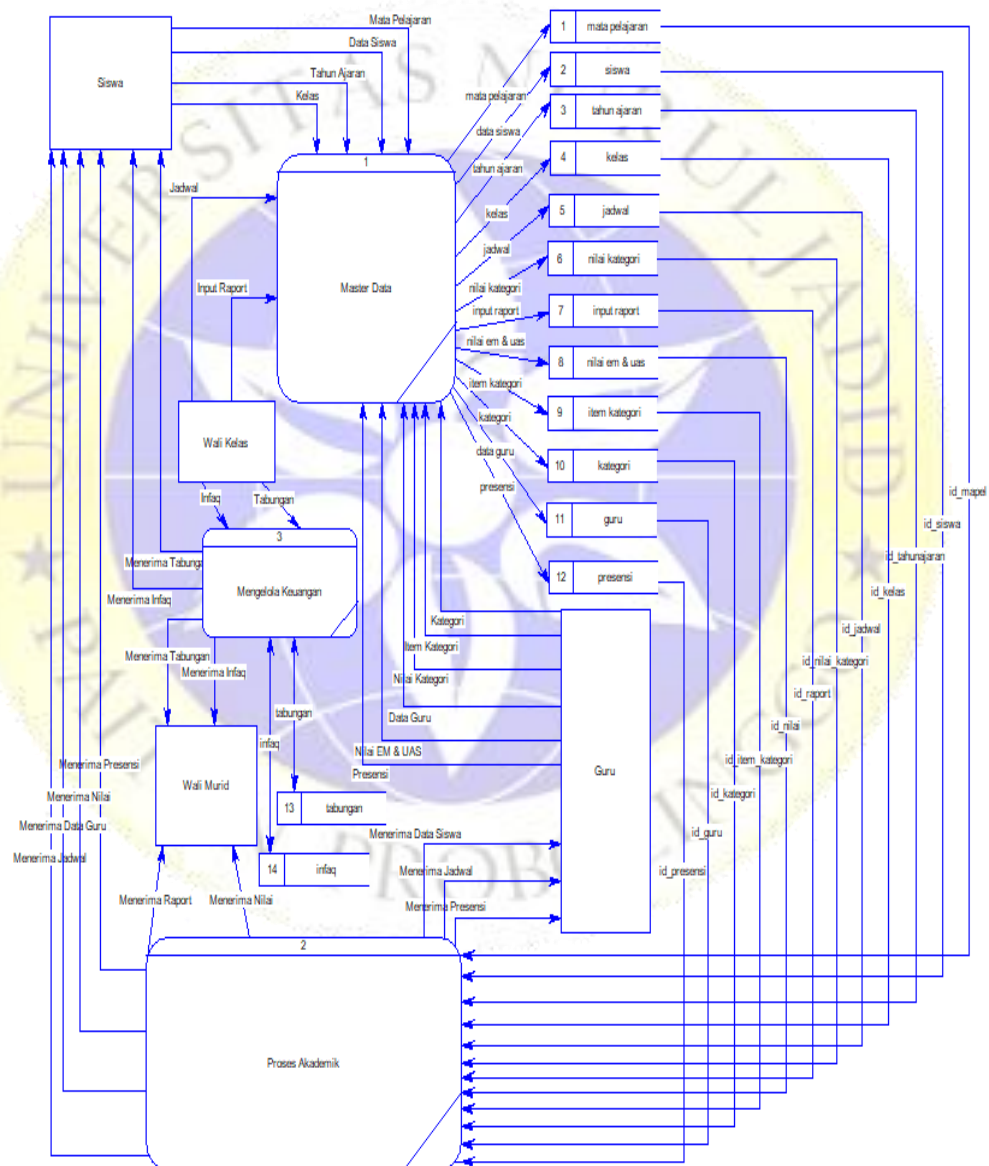 Mata Pelajaran
Data Siswa
Tahun Ajaran
Kelas
Siswa
1 mata pelajaran
2 siswa
3 tahun ajaran
4 kelas
5 jadwal
6 nilai kategori
7 input raport
8 nilai em & uas
9 item kategori
10 kategori
11 guru
12 presensi
mata pelajaran
data siswa
tahun ajaran
kelas
jadwal
nilai kategori
input raport
nilai em & uas
item kategori
kategori
data guru
presensi
1
Master Data
Jadwal
Input Raport
Wali Kelas
Infaq
Tabungan
3
Mengelola Keuangan
Menerima Tabung
Menerima Infaq
Menerima Tabungan
Menerima Infaq
infaq
tabungan
Wali Murid
13 tabungan
14 infaq
Kategori
Item Kategori
Nilai Kategori
Data Guru
Nilai EM & UAS
Presensi
Guru
id_mapel
id_siswa
id_tahunajaran
id_kelas
id_jadwal
id_nilai_kategori
id_raport
id_nilai
id_item_kategori
id_kategori
id_guru
id_presensi
Menerima Presensi
Menerima Nilai
Menerima Data Guru
Menerima Jadwal
Menerima Raport
Menerima Nilai
Menerima Data Siswa
Menerima Jadwal
Menerima Presensi
2
Proses Akademik
UNIVERSITAS NURUL JADID
PROBOLINGGO